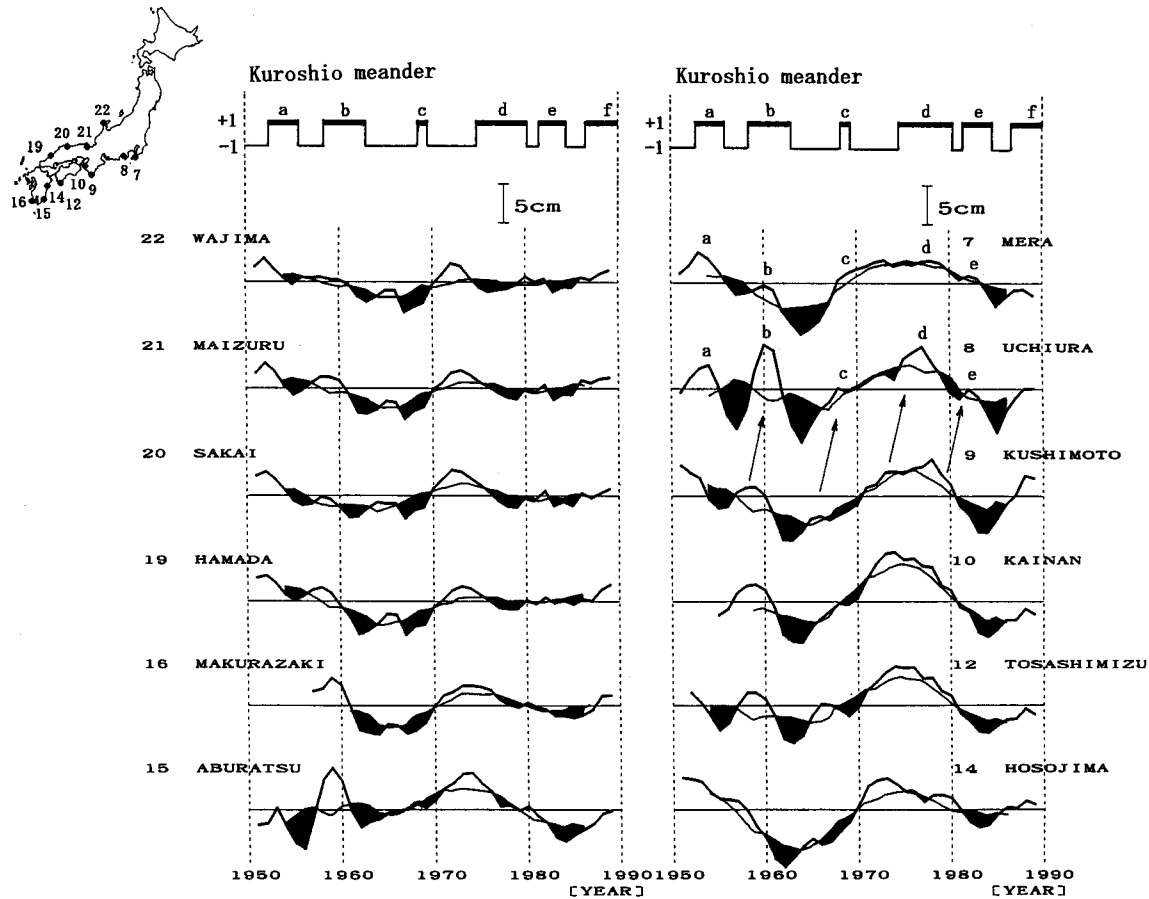 22
20 21
19
8 7
10 9
16 14
15 12
Kuroshio meander
a b c d e f
+1
-1
5cm
22 WAJIMA
21 MAIZURU
20 SAKAI
19 HAMADA
16 MAKURAZAKI
15 ABURATSU
1950 1960 1970 1980 1990
[YEAR]
Kuroshio meander
a b c d e f
+1
-1
5cm
7 MERA
a b c d e
8 UCHIURA
a b c d e
9 KUSHIMOTO
10 KAINAN
12 TOSASHIMIZU
14 HOSOJIMA
1950 1960 1970 1980 1990
[YEAR]